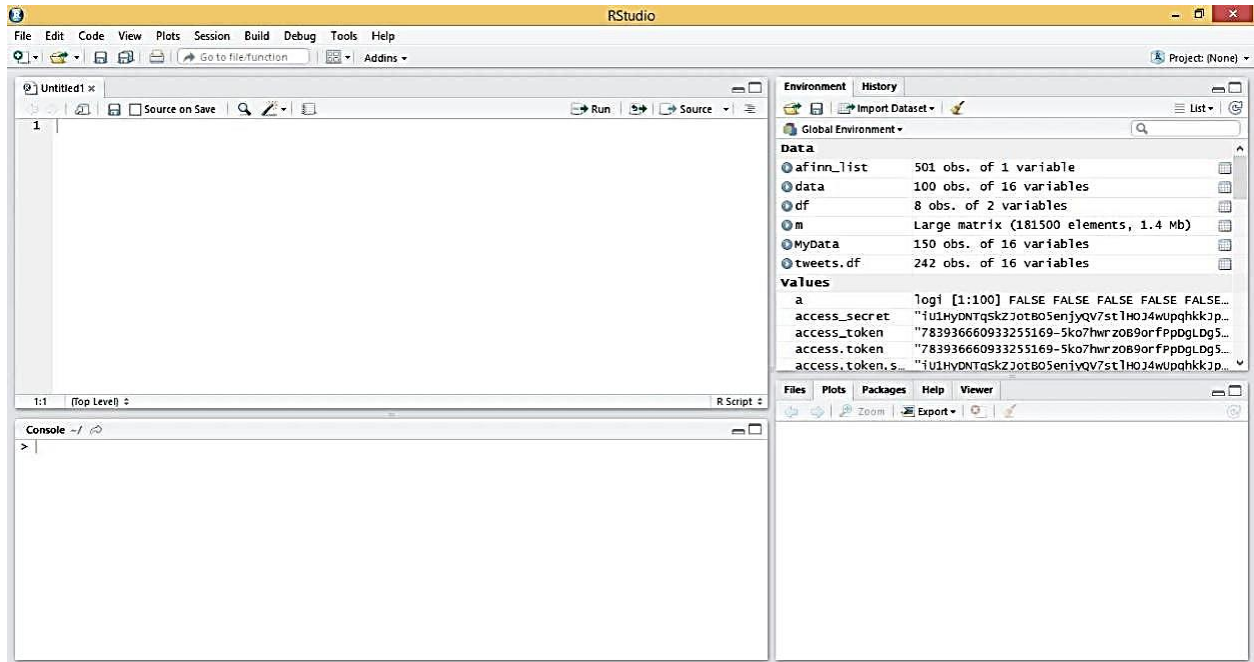 RStudio
File Edit Code View Plots Session Build Debug Tools Help
Go to file/function Addins Project: (None)
Untitled1 ×
Source on Save Run Source
1
1:1 (Top Level) R Script
Console ~/
>
Environment History
Import Dataset List
Global Environment
Data
afinn_list 501 obs. of 1 variable
data 100 obs. of 16 variables
df 8 obs. of 2 variables
m Large matrix (181500 elements, 1.4 Mb)
MyData 150 obs. of 16 variables
tweets.df 242 obs. of 16 variables
Values
a logi [1:100] FALSE FALSE FALSE FALSE FALSE…
access_secret
access_token
access.token
access.token.s…
Files Plots Packages Help Viewer
Zoom Export